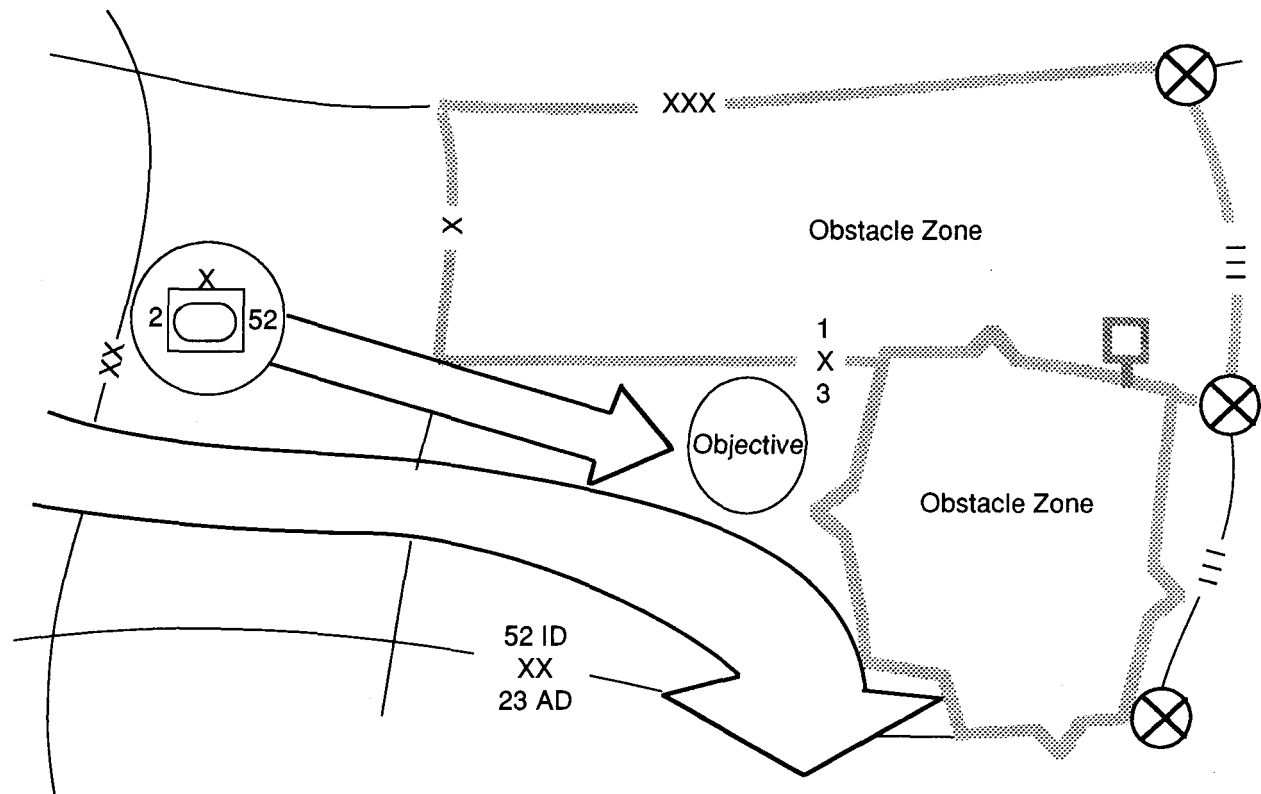 XXX
X
Obstacle Zone
|||
X
2
52
XX
1
X
3
Objective
Obstacle Zone
|||
52 ID
XX
23 AD